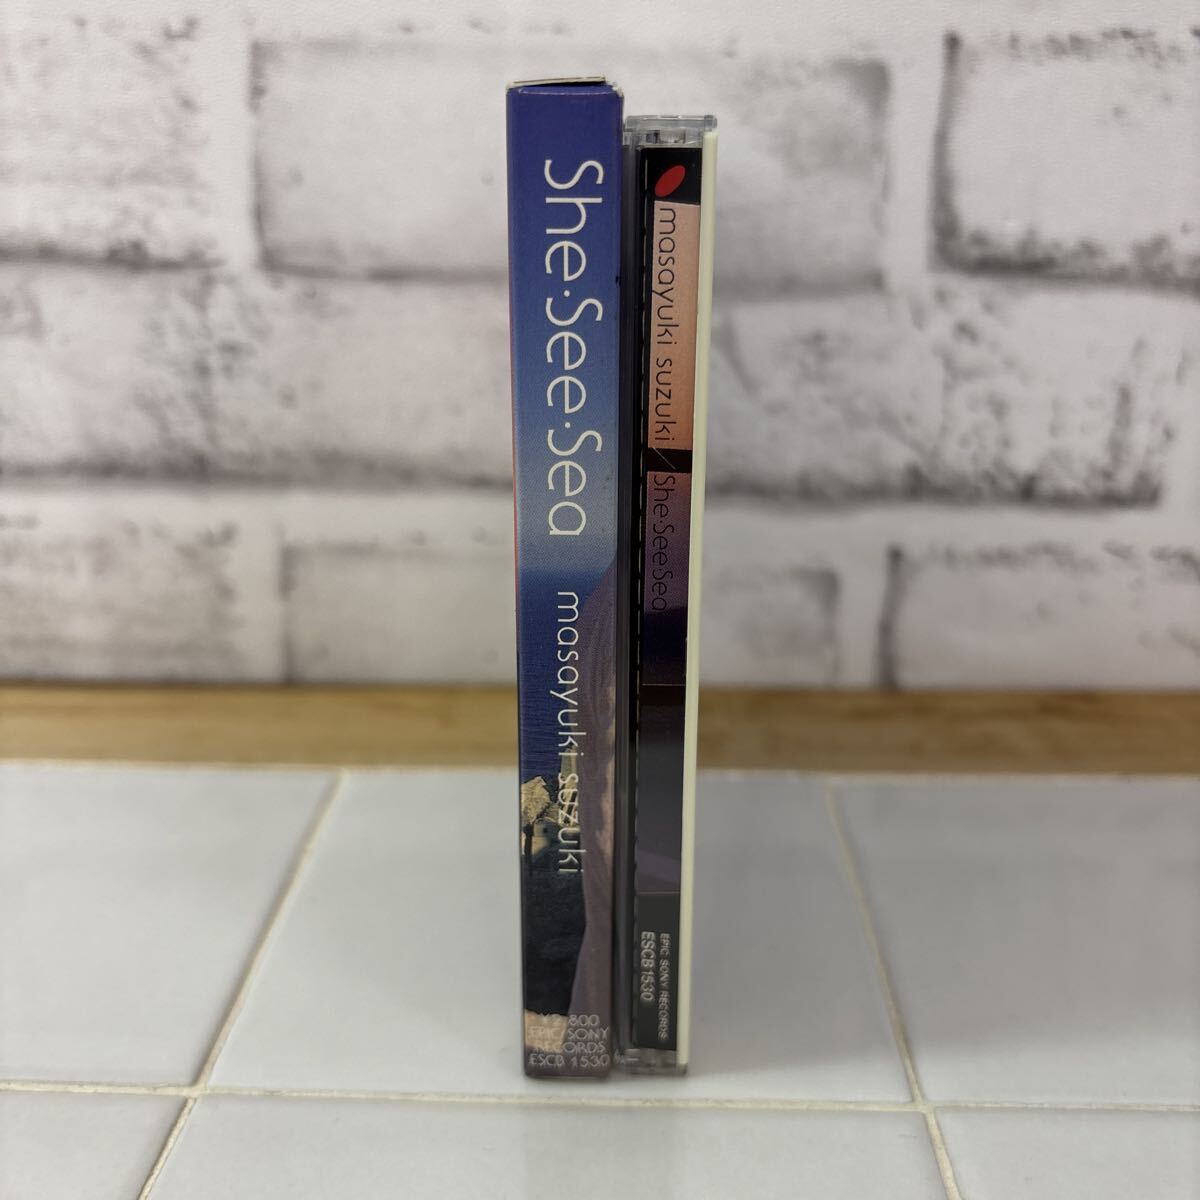 She·See·Sea masayuki suzuki
¥2,800
EPIC/SONY
RECORDS
ESCB 1530
masayuki suzuki / She·See·Sea
EPIC/SONY RECORDS
ESCB 1530